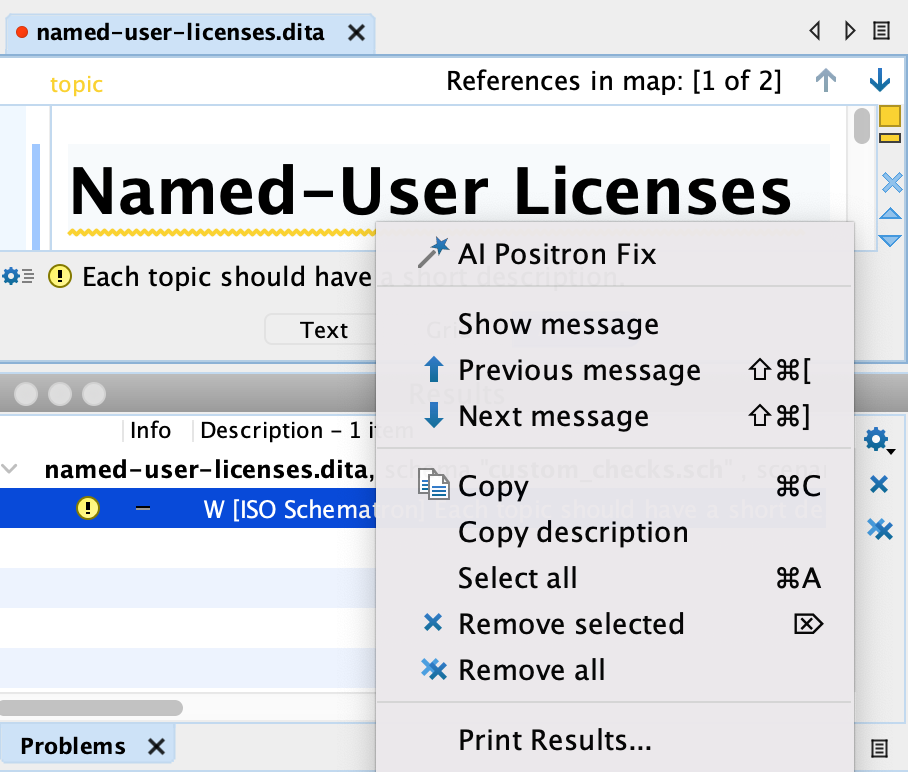 named-user-licenses.dita
topic
References in map: [1 of 2]
Named-User Licenses
Each topic should have a short description.
Text
Grid
Results
Info
Description - 1 item
named-user-licenses.dita, schema "custom_checks.sch", scenar
W [ISO Schematron] Each topic should have a short de
AI Positron Fix
Show message
Previous message ⇧⌘[
Next message ⇧⌘]
Copy ⌘C
Copy description
Select all ⌘A
Remove selected ⌦
Remove all
Print Results...
Problems